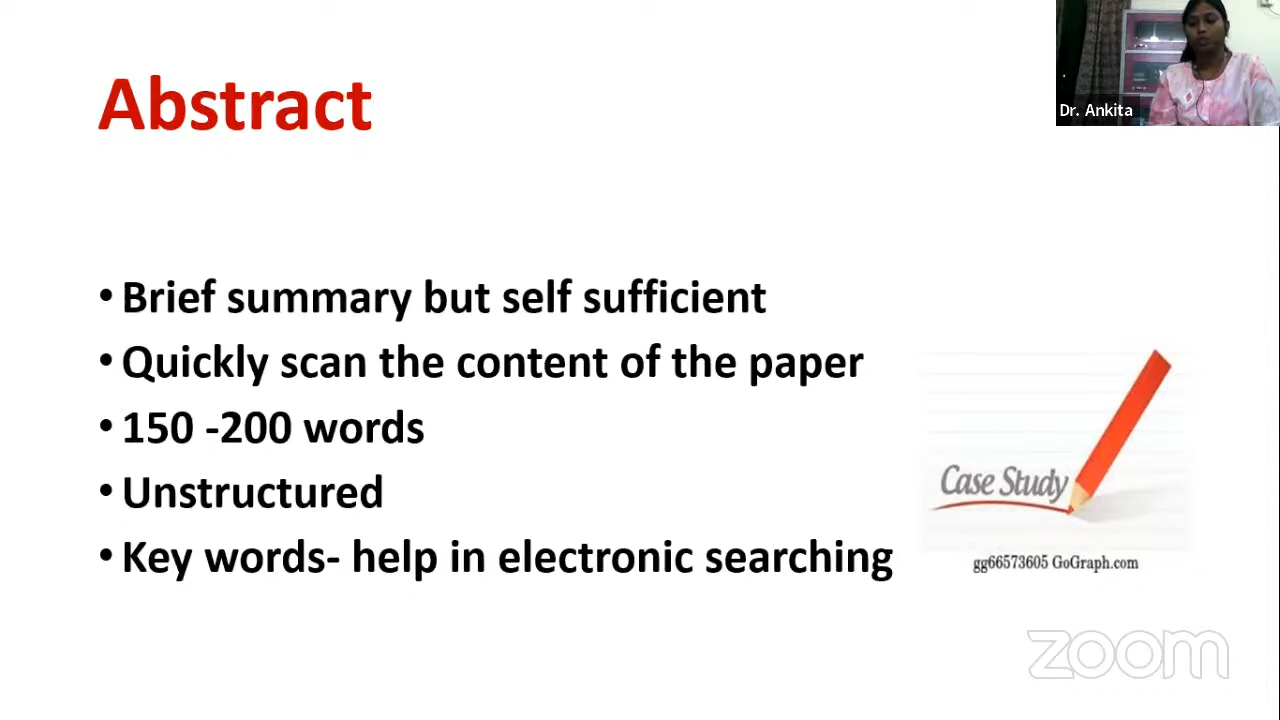 Abstract
Dr. Ankita
• Brief summary but self sufficient
• Quickly scan the content of the paper
• 150 -200 words
• Unstructured
• Key words- help in electronic searching
Case Study
gg66573605 GoGraph.com
zoom